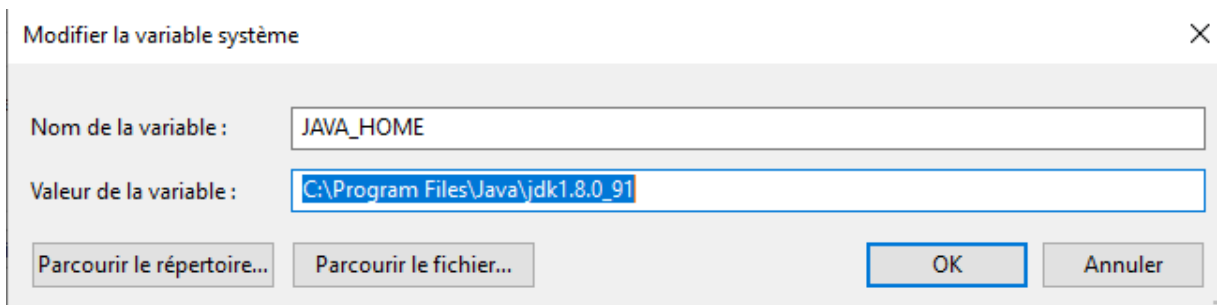 Modifier la variable système
Nom de la variable : JAVA_HOME
Valeur de la variable : C:\Program Files\Java\jdk1.8.0_91
Parcourir le répertoire... Parcourir le fichier... OK Annuler